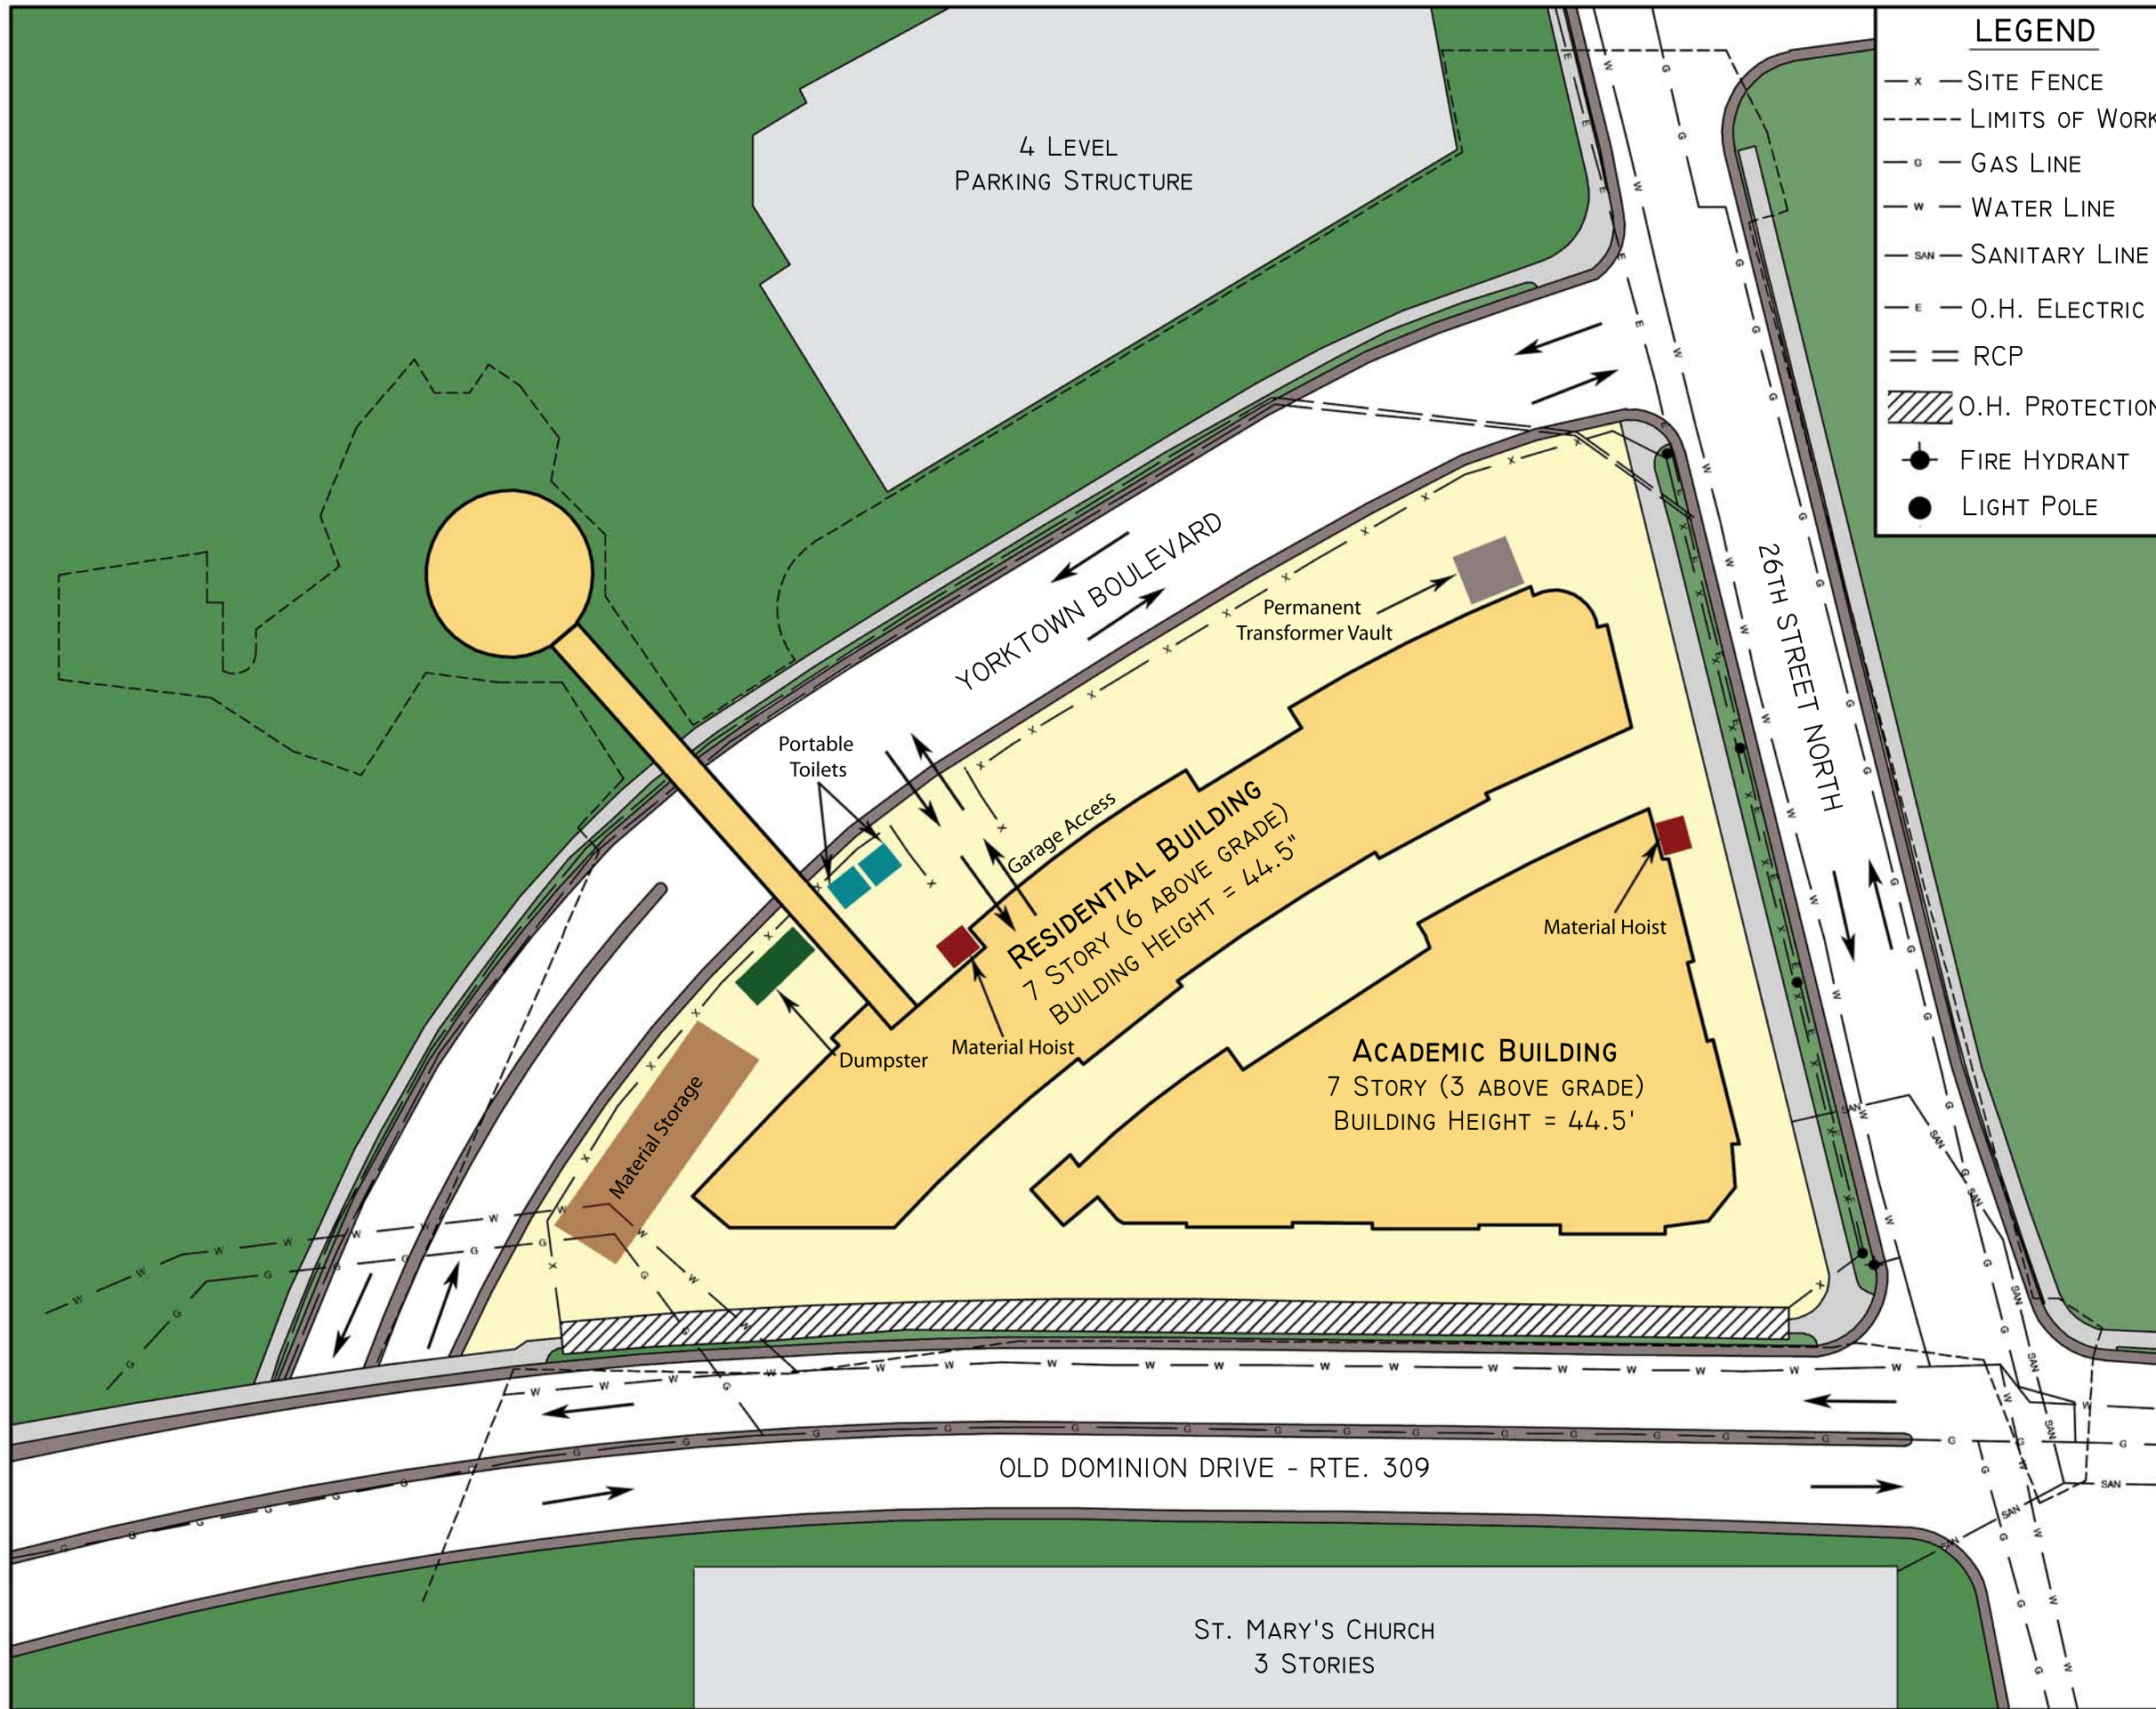 LEGEND
x SITE FENCE
LIMITS OF WORK
G GAS LINE
W WATER LINE
SAN SANITARY LINE
E O.H. ELECTRIC
RCP
O.H. PROTECTION
FIRE HYDRANT
LIGHT POLE
4 LEVEL
PARKING STRUCTURE
YORKTOWN BOULEVARD
26TH STREET NORTH
Permanent
Transformer Vault
Portable
Toilets
Garage Access
RESIDENTIAL BUILDING
7 STORY (6 ABOVE GRADE)
BUILDING HEIGHT = 44.5"
Material Hoist
Dumpster
Material Hoist
Material Storage
ACADEMIC BUILDING
7 STORY (3 ABOVE GRADE)
BUILDING HEIGHT = 44.5'
OLD DOMINION DRIVE - RTE. 309
ST. MARY'S CHURCH
3 STORIES